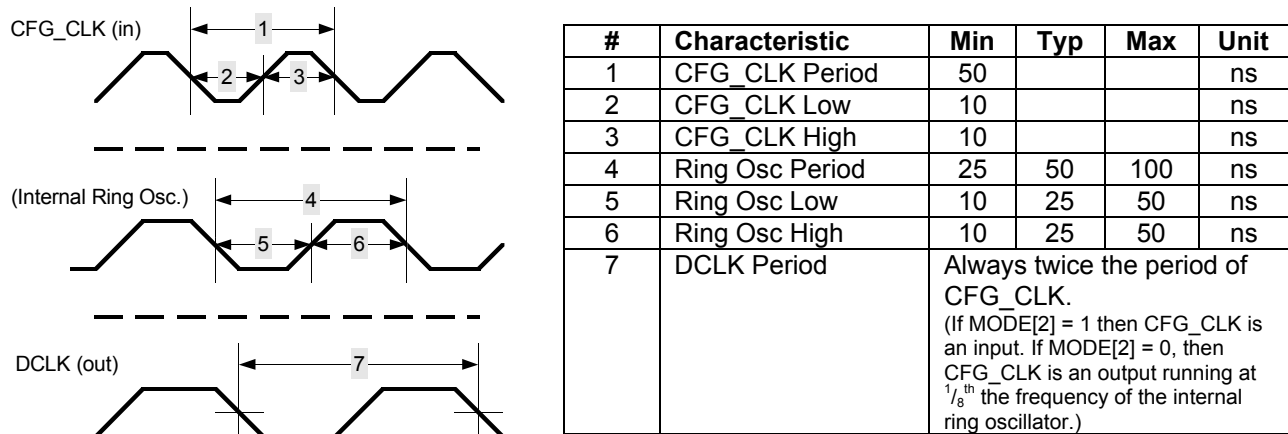 CFG_CLK (in)
1
2
3
(Internal Ring Osc.)
4
5
6
DCLK (out)
7
# Characteristic Min Typ Max Unit
1 CFG_CLK Period 50 ns
2 CFG_CLK Low 10 ns
3 CFG_CLK High 10 ns
4 Ring Osc Period 25 50 100 ns
5 Ring Osc Low 10 25 50 ns
6 Ring Osc High 10 25 50 ns
7 DCLK Period Always twice the period of
CFG_CLK.
(If MODE[2] = 1 then CFG_CLK is
an input. If MODE[2] = 0, then
CFG_CLK is an output running at
1/8th the frequency of the internal
ring oscillator.)